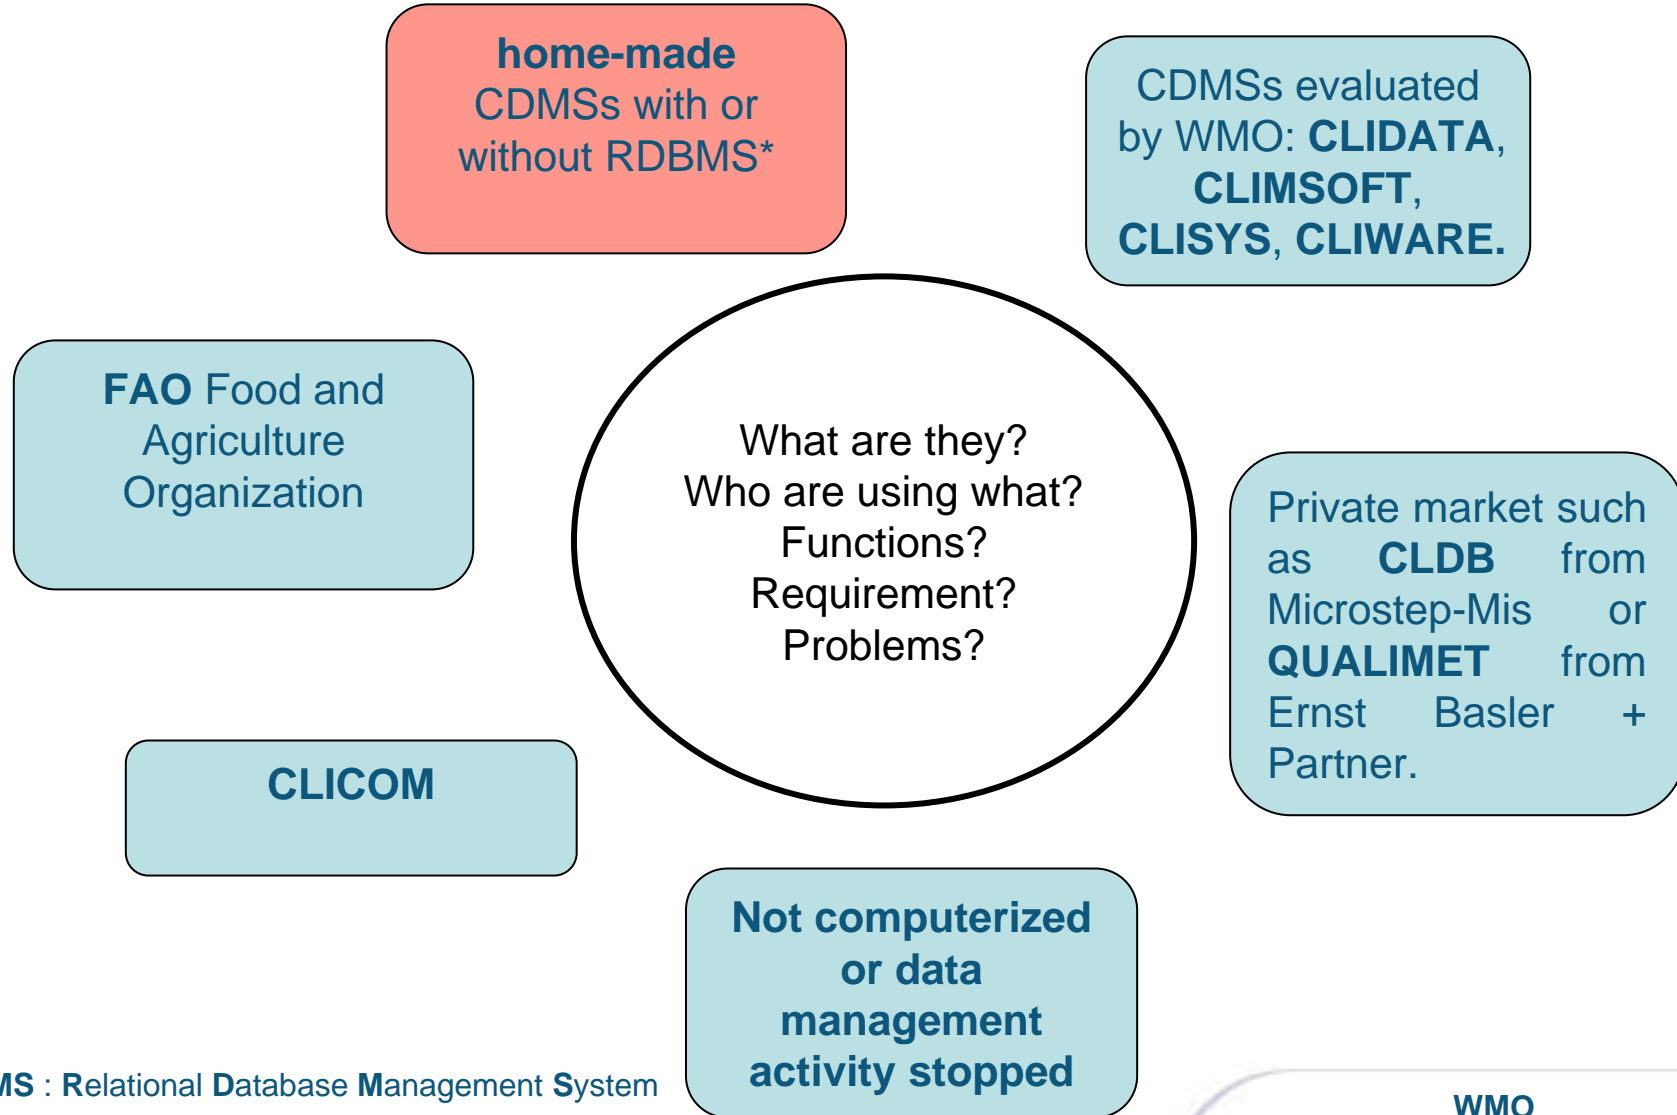 home-made
CDMSs with or
without RDBMS*
CDMSs evaluated
by WMO: CLIDATA,
CLIMSOFT,
CLISYS, CLIWARE.
FAO Food and
Agriculture
Organization
What are they?
Who are using what?
Functions?
Requirement?
Problems?
Private market such
as CLDB from
Microstep-Mis or
QUALIMET from
Ernst Basler +
Partner.
CLICOM
Not computerized
or data
management
activity stopped
MS : Relational Database Management System
WMO